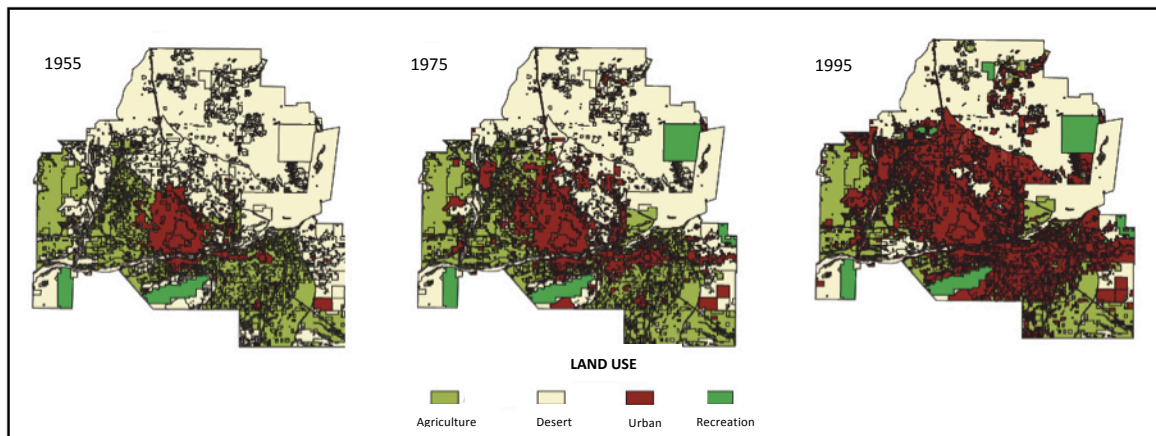 1955
1975
1995
LAND USE
Agriculture
Desert
Urban
Recreation